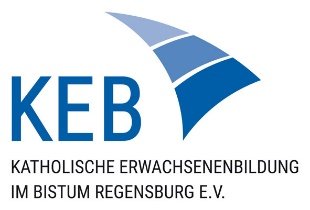 KEB
KATHOLISCHE ERWACHSENENBILDUNG
IM BISTUM REGENSBURG E.V.